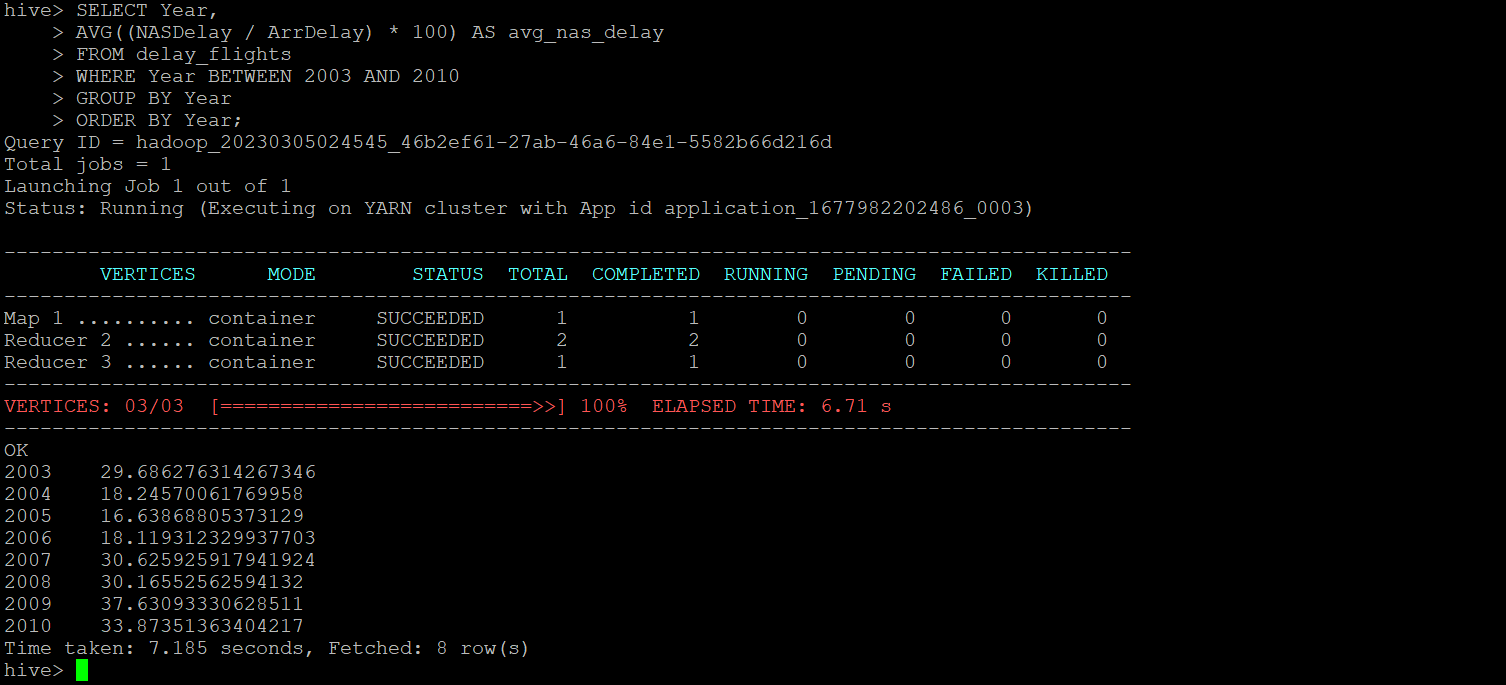 hive> SELECT Year,
    > AVG((NASDelay / ArrDelay) * 100) AS avg_nas_delay
    > FROM delay_flights
    > WHERE Year BETWEEN 2003 AND 2010
    > GROUP BY Year
    > ORDER BY Year;
Query ID = hadoop_20230305024545_46b2ef61-27ab-46a6-84e1-5582b66d216d
Total jobs = 1
Launching Job 1 out of 1
Status: Running (Executing on YARN cluster with App id application_1677982202486_0003)
----------------------------------------------------------------------------------------------
        VERTICES      MODE        STATUS  TOTAL  COMPLETED  RUNNING  PENDING  FAILED  KILLED
----------------------------------------------------------------------------------------------
Map 1 .......... container     SUCCEEDED      1          1        0        0       0       0
Reducer 2 ...... container     SUCCEEDED      2          2        0        0       0       0
Reducer 3 ...... container     SUCCEEDED      1          1        0        0       0       0
----------------------------------------------------------------------------------------------
VERTICES: 03/03  [==========================>>] 100%  ELAPSED TIME: 6.71 s
----------------------------------------------------------------------------------------------
OK
2003    29.686276314267346
2004    18.24570061769958
2005    16.63868805373129
2006    18.119312329937703
2007    30.625925917941924
2008    30.16552562594132
2009    37.63093330628511
2010    33.87351363404217
Time taken: 7.185 seconds, Fetched: 8 row(s)
hive>